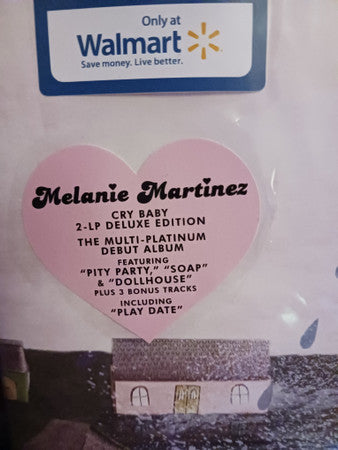 Only at
Walmart
Save money. Live better.
Melanie Martinez
CRY BABY
2-LP DELUXE EDITION
THE MULTI-PLATINUM
DEBUT ALBUM
FEATURING
"PITY PARTY," "SOAP"
& "DOLLHOUSE"
PLUS 3 BONUS TRACKS
INCLUDING
"PLAY DATE"